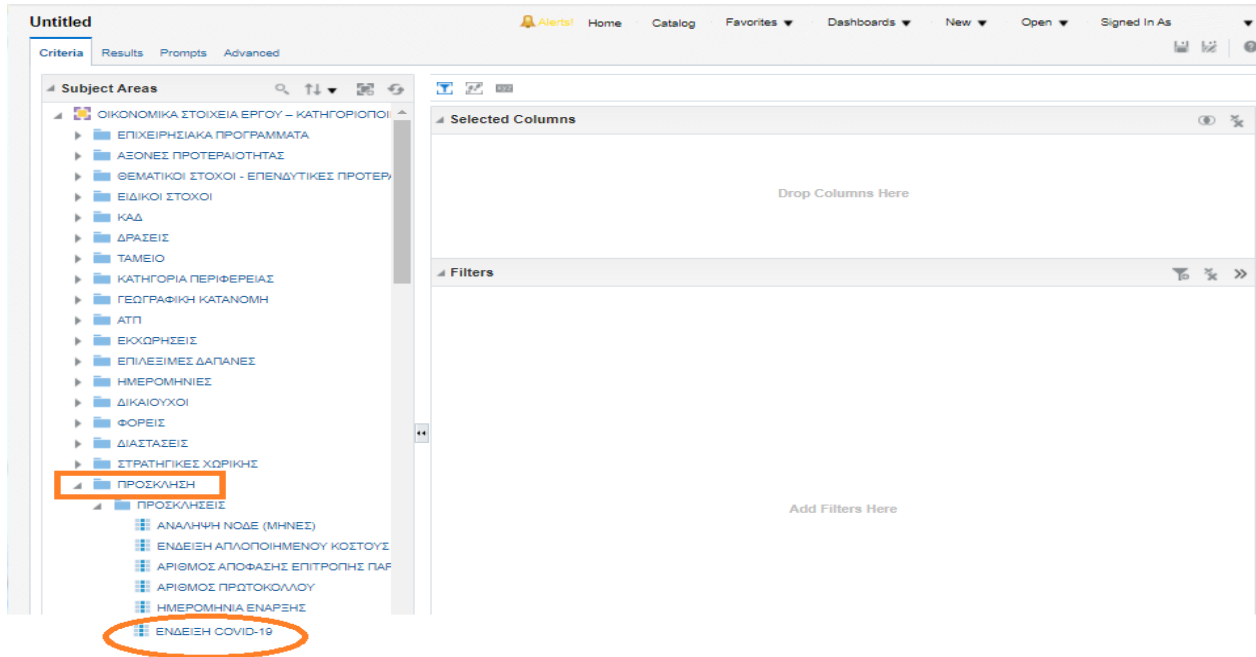 Untitled
Alerts! Home Catalog Favorites Dashboards New Open Signed In As
Criteria Results Prompts Advanced
Subject Areas
ΟΙΚΟΝΟΜΙΚΑ ΣΤΟΙΧΕΙΑ ΕΡΓΟΥ – ΚΑΤΗΓΟΡΙΟΠΟΙ
ΕΠΙΧΕΙΡΗΣΙΑΚΑ ΠΡΟΓΡΑΜΜΑΤΑ
ΑΞΟΝΕΣ ΠΡΟΤΕΡΑΙΟΤΗΤΑΣ
ΘΕΜΑΤΙΚΟΙ ΣΤΟΧΟΙ - ΕΠΕΝΔΥΤΙΚΕΣ ΠΡΟΤΕΡΑ
ΕΙΔΙΚΟΙ ΣΤΟΧΟΙ
ΚΑΔ
ΔΡΑΣΕΙΣ
ΤΑΜΕΙΟ
ΚΑΤΗΓΟΡΙΑ ΠΕΡΙΦΕΡΕΙΑΣ
ΓΕΩΓΡΑΦΙΚΗ ΚΑΤΑΝΟΜΗ
ΑΤΠ
ΕΚΧΩΡΗΣΕΙΣ
ΕΠΙΛΕΞΙΜΕΣ ΔΑΠΑΝΕΣ
ΗΜΕΡΟΜΗΝΙΕΣ
ΔΙΚΑΙΟΥΧΟΙ
ΦΟΡΕΙΣ
ΔΙΑΣΤΑΣΕΙΣ
ΣΤΡΑΤΗΓΙΚΕΣ ΧΩΡΙΚΗΣ
ΠΡΟΣΚΛΗΣΗ
ΠΡΟΣΚΛΗΣΕΙΣ
ΑΝΑΛΗΨΗ ΝΟΔΕ (ΜΗΝΕΣ)
ΕΝΔΕΙΞΗ ΑΠΛΟΠΟΙΗΜΕΝΟΥ ΚΟΣΤΟΥΣ
ΑΡΙΘΜΟΣ ΑΠΟΦΑΣΗΣ ΕΠΙΤΡΟΠΗΣ ΠΑΡ
ΑΡΙΘΜΟΣ ΠΡΩΤΟΚΟΛΛΟΥ
ΗΜΕΡΟΜΗΝΙΑ ΕΝΑΡΞΗΣ
ΕΝΔΕΙΞΗ COVID-19
Selected Columns
Drop Columns Here
Filters
Add Filters Here